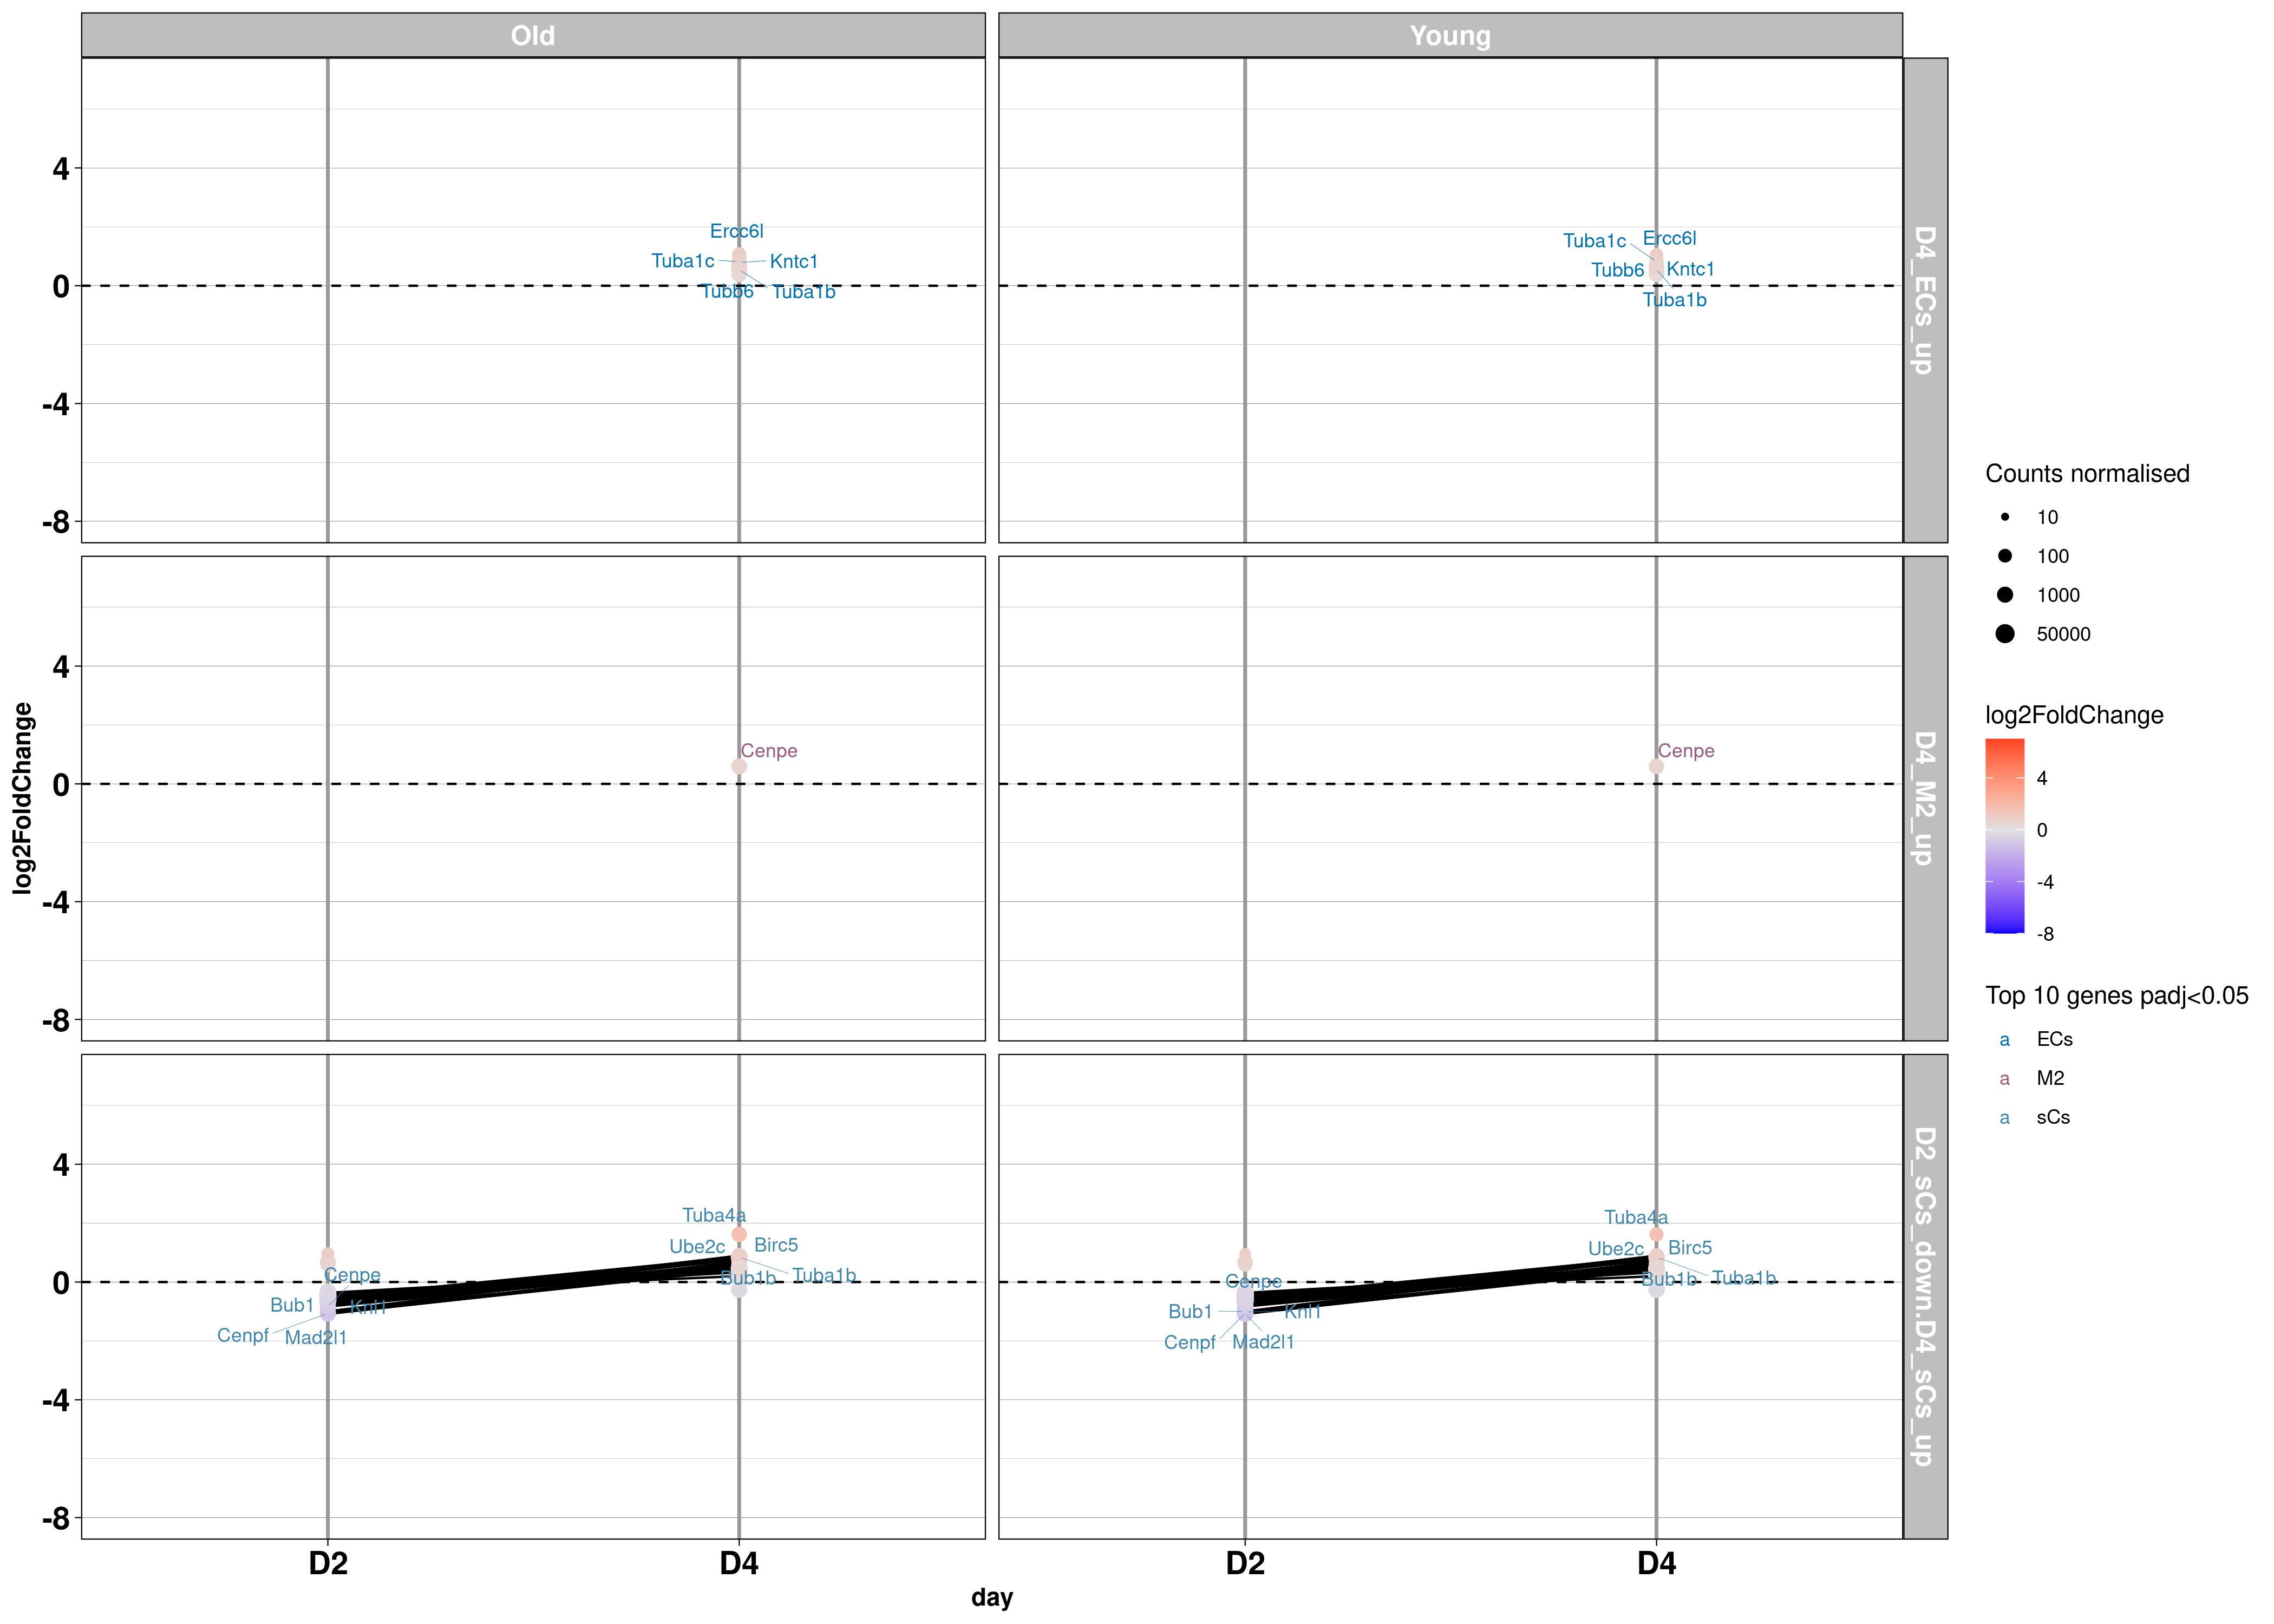 Old
Young
4
0
-4
-8
Ercc6l
Tuba1c
Kntc1
Tubb6
Tuba1b
Tuba1c
Ercc6l
Tubb6
Kntc1
Tuba1b
D4_ECs_up
4
0
-4
-8
Cenpe
Cenpe
D4_M2_up
log2FoldChange
4
0
-4
-8
Tuba4a
Ube2c
Birc5
Cenpe
Bub1b
Tuba1b
Bub1
Knl1
Cenpf
Mad2l1
Tuba4a
Ube2c
Birc5
Cenpe
Bub1b
Tuba1b
Bub1
Knl1
Cenpf
Mad2l1
D2_sCs_down.D4_sCs_up
D2
D4
D2
D4
day
Counts normalised
10
100
1000
50000
log2FoldChange
4
0
-4
-8
Top 10 genes padj<0.05
a ECs
a M2
a sCs